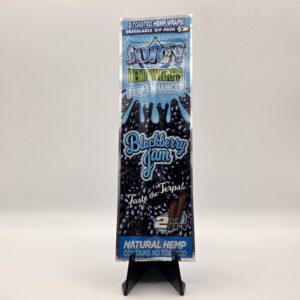 2 TOASTED HEMP WRAPS!
RESEALABLE ZIP PACK
JUICY
HEMP WRAPS
TERP ENHANCED
Blackberry
Jam
Taste the Terps!
2
NATURAL HEMP
CONTAINS NO TOBACCO